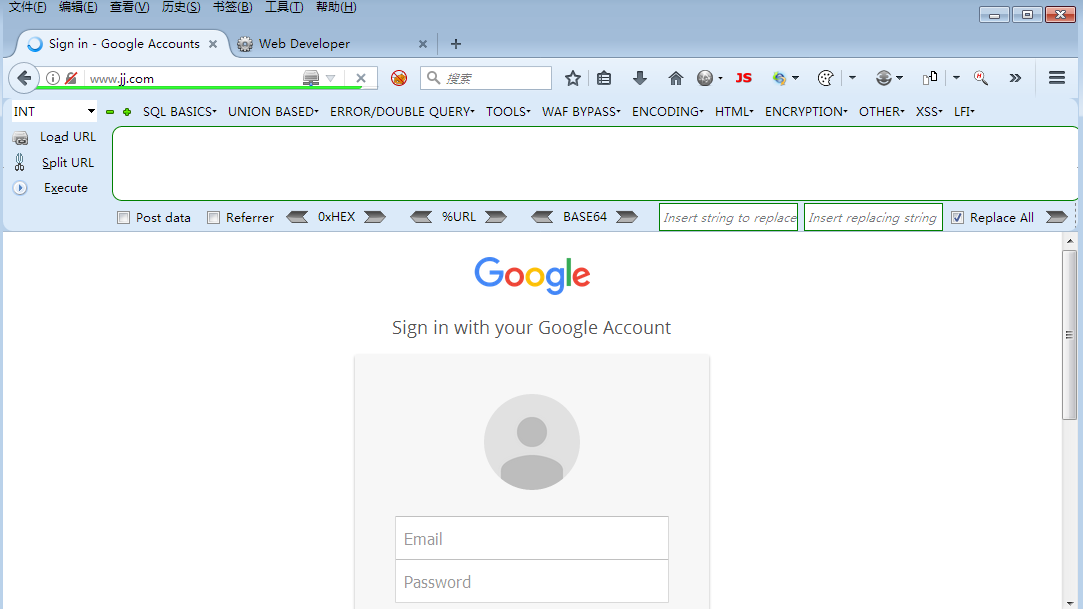 文件(F) 编辑(E) 查看(V) 历史(S) 书签(B) 工具(T) 帮助(H)
Sign in - Google Accounts × Web Developer × +
www.jj.com 搜索 JS
INT SQL BASICS UNION BASED ERROR/DOUBLE QUERY TOOLS WAF BYPASS ENCODING HTML ENCRYPTION OTHER XSS LFI
Load URL
Split URL
Execute
Post data Referrer 0xHEX %URL BASE64 Insert string to replace Insert replacing string Replace All
Google
Sign in with your Google Account
Email
Password